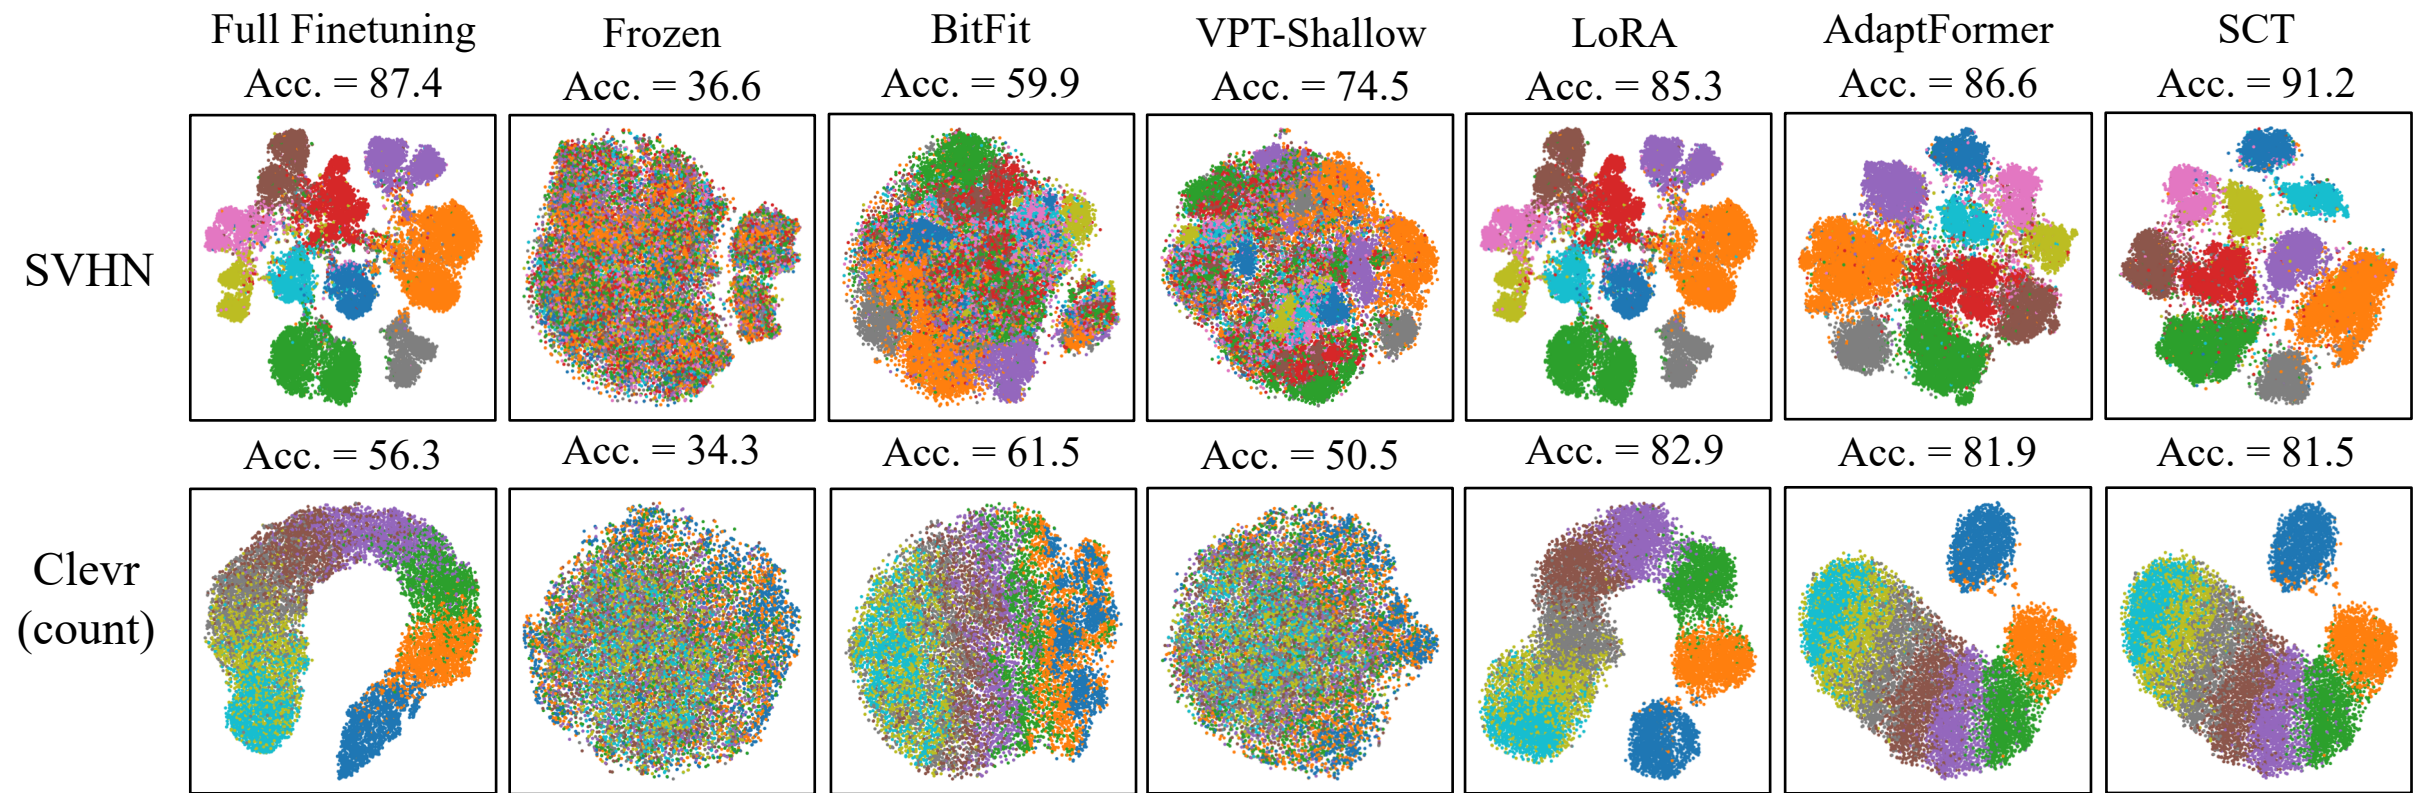 Full Finetuning
Frozen
BitFit
VPT-Shallow
LoRA
AdaptFormer
SCT
Acc. = 87.4
Acc. = 36.6
Acc. = 59.9
Acc. = 74.5
Acc. = 85.3
Acc. = 86.6
Acc. = 91.2
SVHN
Acc. = 56.3
Acc. = 34.3
Acc. = 61.5
Acc. = 50.5
Acc. = 82.9
Acc. = 81.9
Acc. = 81.5
Clevr
(count)